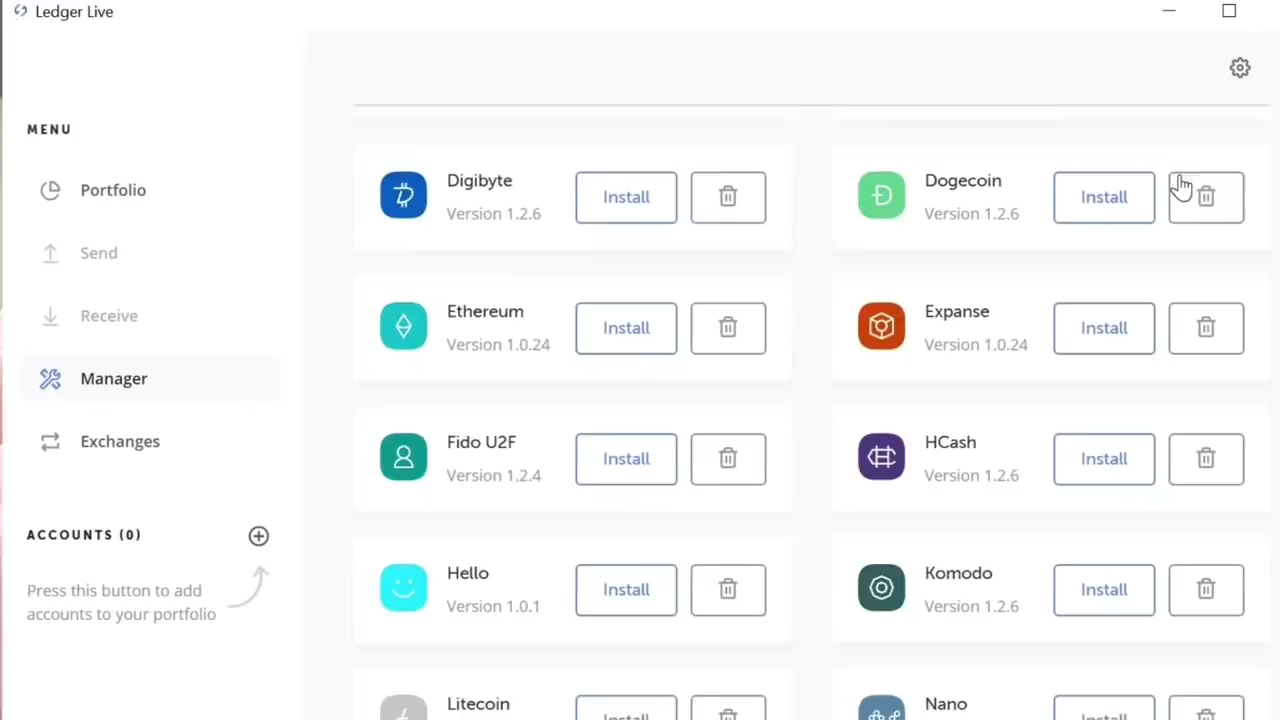 Ledger Live
MENU
Portfolio
Send
Receive
Manager
Exchanges
ACCOUNTS (0)
Press this button to add
accounts to your portfolio
Digibyte
Version 1.2.6
Install
Dogecoin
Version 1.2.6
Install
Ethereum
Version 1.0.24
Install
Expanse
Version 1.0.24
Install
Fido U2F
Version 1.2.4
Install
HCash
Version 1.2.6
Install
Hello
Version 1.0.1
Install
Komodo
Version 1.2.6
Install
Litecoin
Install
Nano
Install